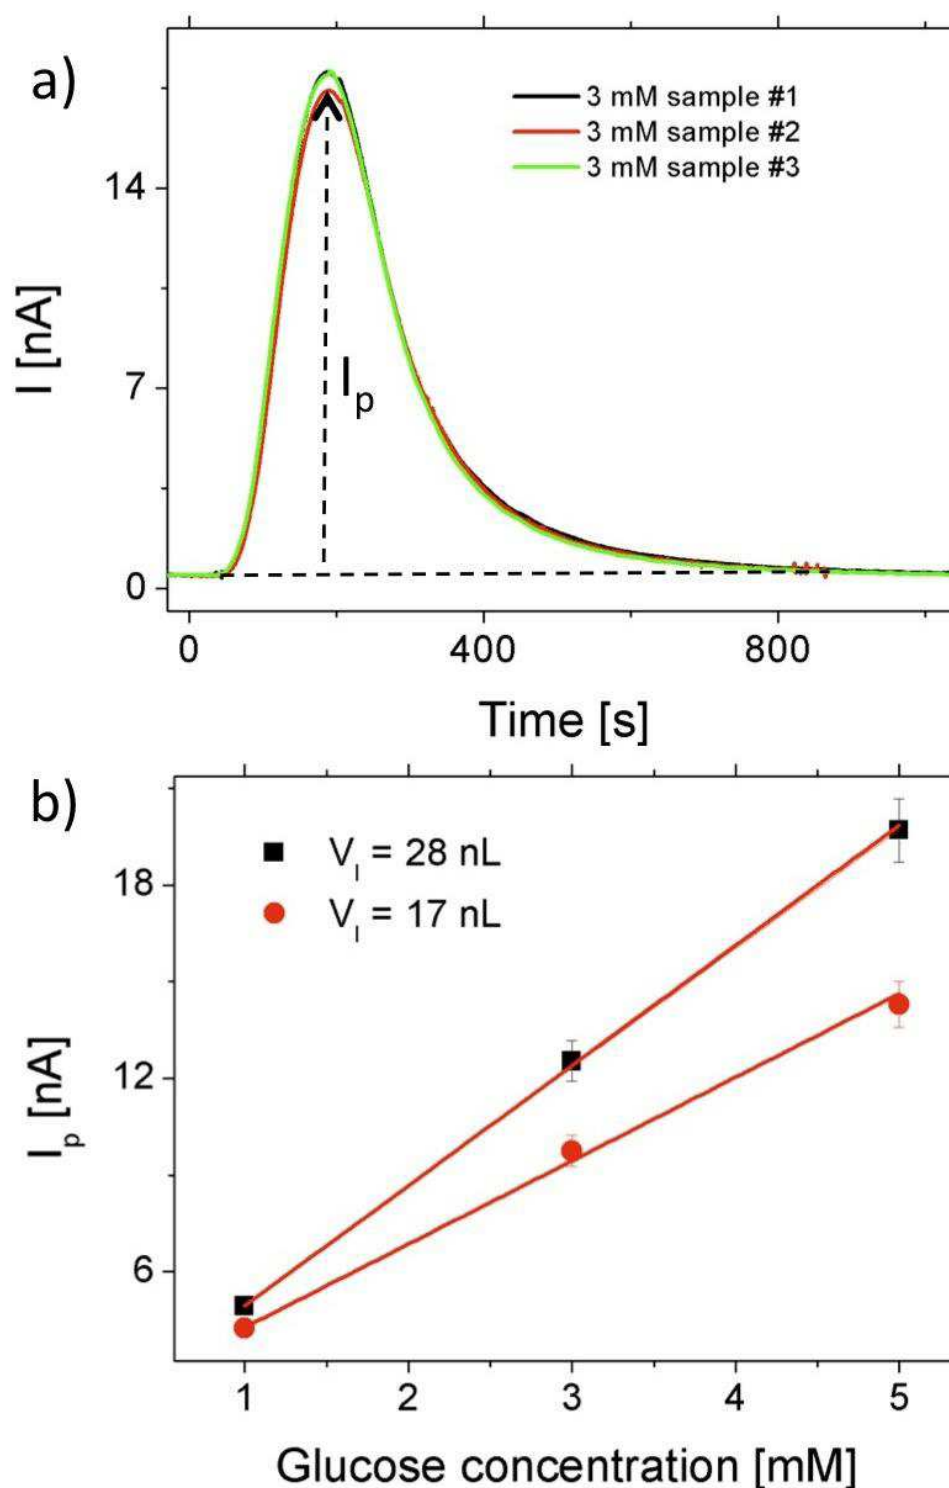 a)
3 mM sample #1
3 mM sample #2
3 mM sample #3
14
7
0
I [nA]
Ip
0 400 800
Time [s]
b)
VI = 28 nL
VI = 17 nL
18
12
6
Ip [nA]
1 2 3 4 5
Glucose concentration [mM]